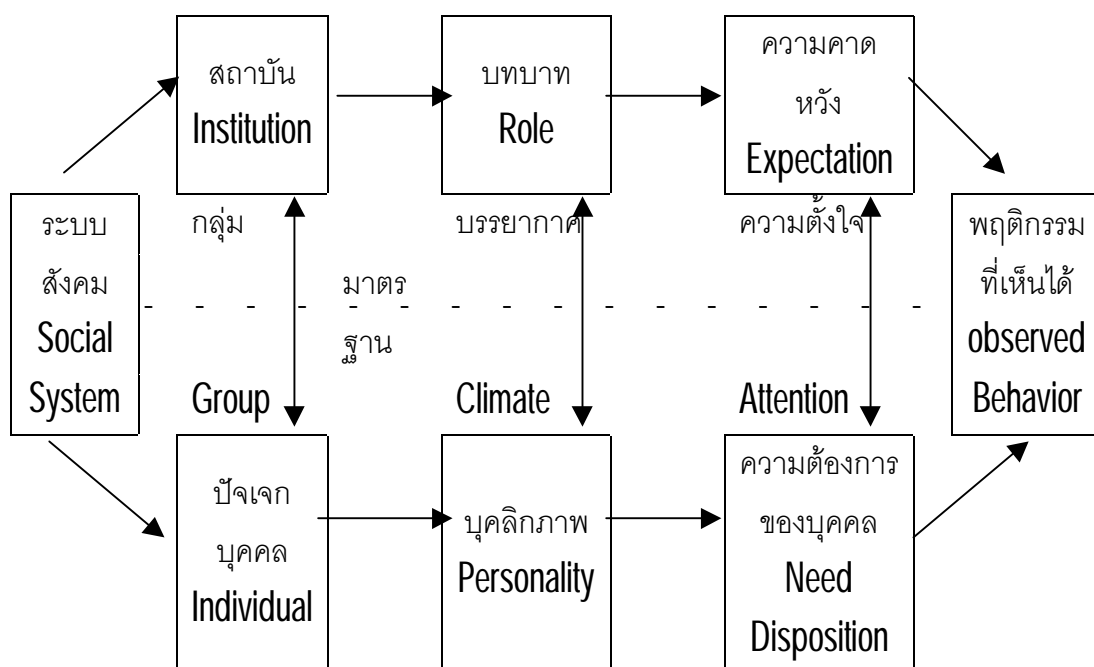 สถาบัน
Institution
บทบาท
Role
ความคาด
หวัง
Expectation
ระบบ
สังคม
Social
System
กลุ่ม
บรรยากาศ
ความตั้งใจ
พฤติกรรม
ที่เห็นได้
observed
Behavior
มาตร
ฐาน
Group
Climate
Attention
ปัจเจก
บุคคล
Individual
บุคลิกภาพ
Personality
ความต้องการ
ของบุคคล
Need
Disposition